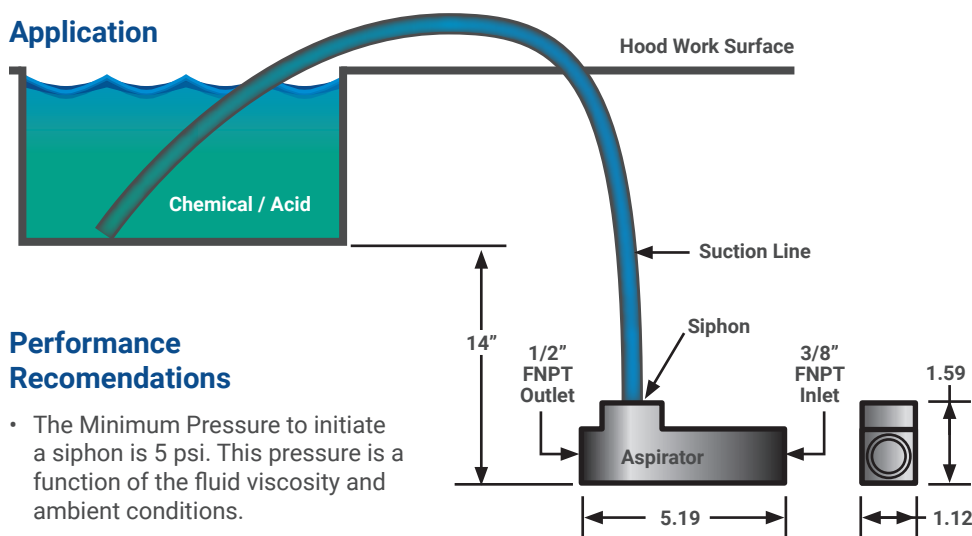 Application
Hood Work Surface
Chemical / Acid
Suction Line
Siphon
14”
1/2”
FNPT
Outlet
3/8”
FNPT
Inlet
1.59
Aspirator
5.19
1.12
Performance
Recomendations
• The Minimum Pressure to initiate
a siphon is 5 psi. This pressure is a
function of the fluid viscosity and
ambient conditions.